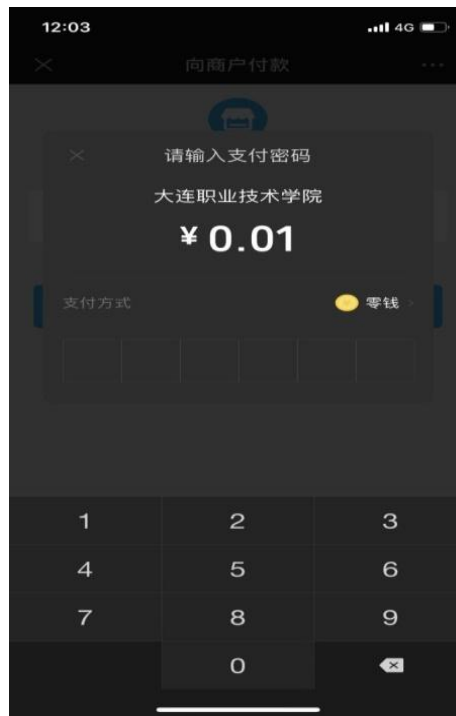 12:03 4G
向商户付款
请输入支付密码
大连职业技术学院
¥0.01
支付方式 零钱
1 2 3
4 5 6
7 8 9
0